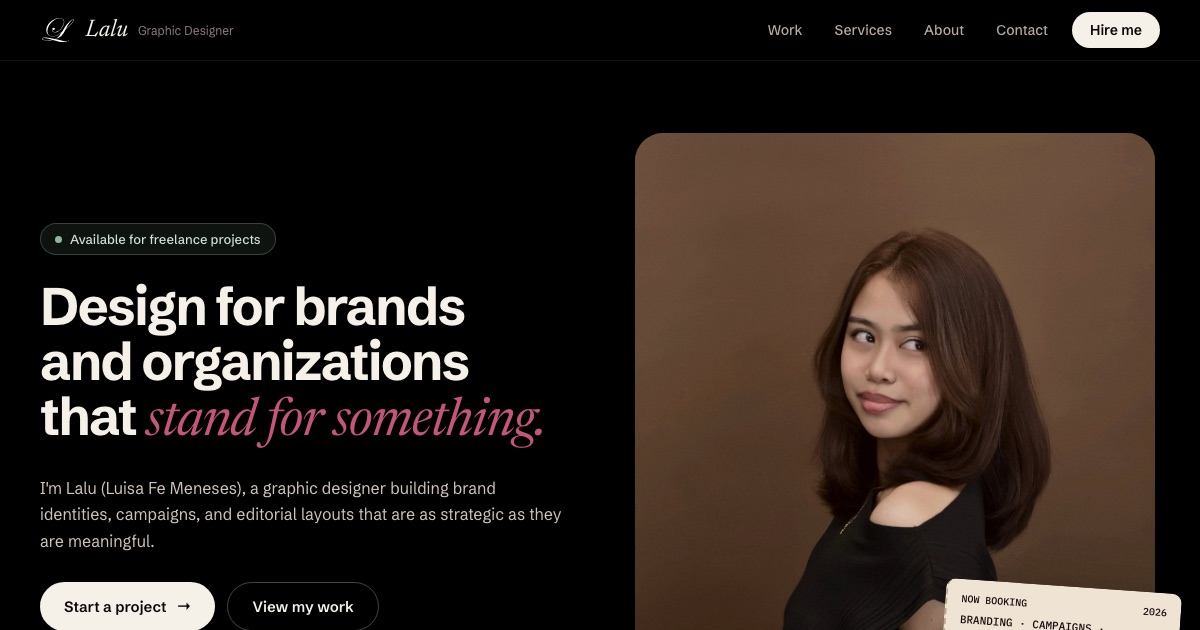 L Lalu Graphic Designer
Work Services About Contact Hire me
Available for freelance projects
Design for brands
and organizations
that stand for something.
I'm Lalu (Luisa Fe Meneses), a graphic designer building brand
identities, campaigns, and editorial layouts that are as strategic as they
are meaningful.
Start a project → View my work
NOW BOOKING 2026
BRANDING · CAMPAIGNS ·